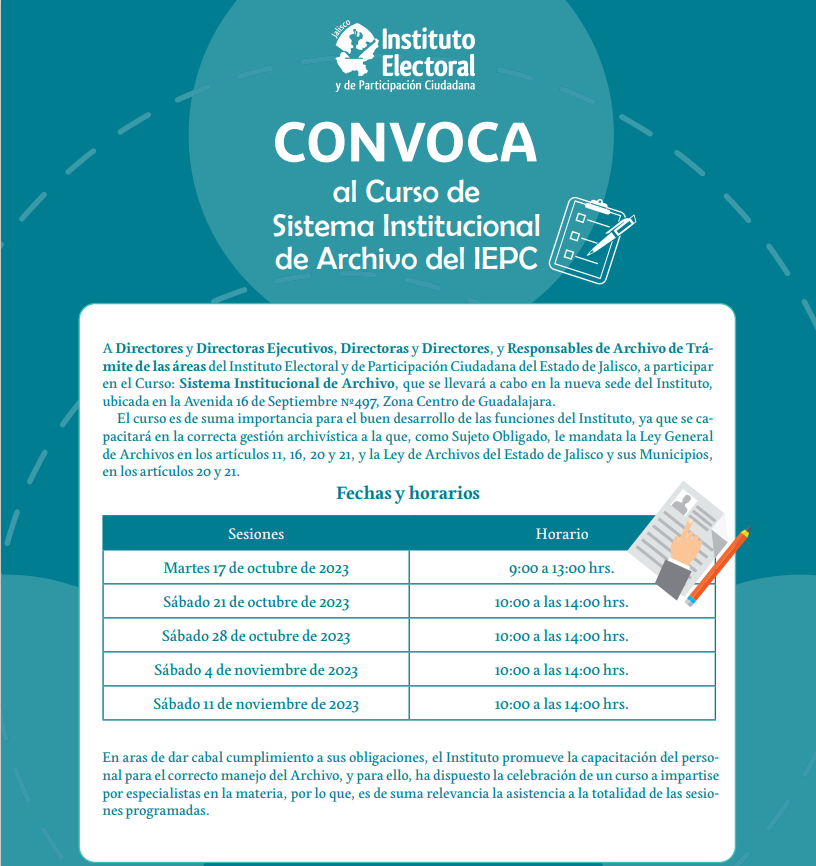 Jalisco
Instituto
Electoral
y de Participación Ciudadana
CONVOCA
al Curso de
Sistema Institucional
de Archivo del IEPC
A Directores y Directoras Ejecutivos, Directoras y Directores, y Responsables de Archivo de Trá-
mite de las áreas del Instituto Electoral y de Participación Ciudadana del Estado de Jalisco, a participar
en el Curso: Sistema Institucional de Archivo, que se llevará a cabo en la nueva sede del Instituto,
ubicada en la Avenida 16 de Septiembre Nº497, Zona Centro de Guadalajara.
El curso es de suma importancia para el buen desarrollo de las funciones del Instituto, ya que se ca-
pacitará en la correcta gestión archivística a la que, como Sujeto Obligado, le mandata la Ley General
de Archivos en los artículos 11, 16, 20 y 21, y la Ley de Archivos del Estado de Jalisco y sus Municipios,
en los artículos 20 y 21.
Fechas y horarios
Sesiones Horario
Martes 17 de octubre de 2023 9:00 a 13:00 hrs.
Sábado 21 de octubre de 2023 10:00 a las 14:00 hrs.
Sábado 28 de octubre de 2023 10:00 a las 14:00 hrs.
Sábado 4 de noviembre de 2023 10:00 a las 14:00 hrs.
Sábado 11 de noviembre de 2023 10:00 a las 14:00 hrs.
En aras de dar cabal cumplimiento a sus obligaciones, el Instituto promueve la capacitación del perso-
nal para el correcto manejo del Archivo, y para ello, ha dispuesto la celebración de un curso a impartise
por especialistas en la materia, por lo que, es de suma relevancia la asistencia a la totalidad de las sesio-
nes programadas.